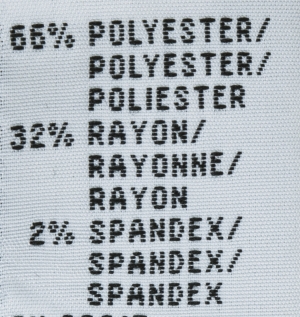 66% POLYESTER/
POLYESTER/
POLIESTER
32% RAYON/
RAYONNE/
RAYON
2% SPANDEX/
SPANDEX/
SPANDEX